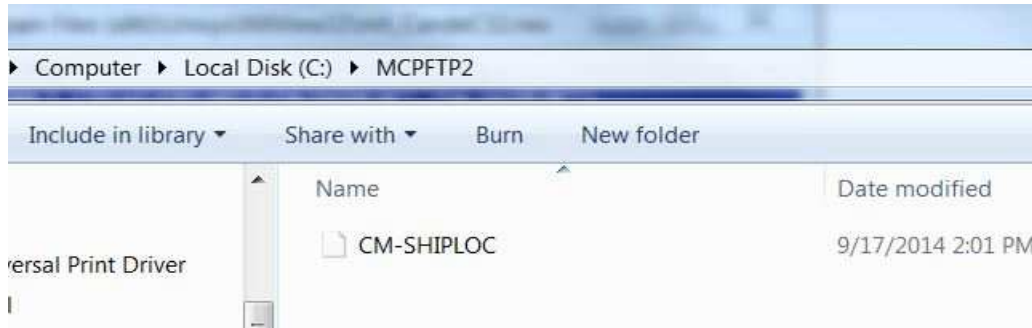 Computer Local Disk (C:) MCPFTP2
Include in library Share with Burn New folder
Name Date modified
CM-SHIPLOC 9/17/2014 2:01 PM
ersal Print Driver